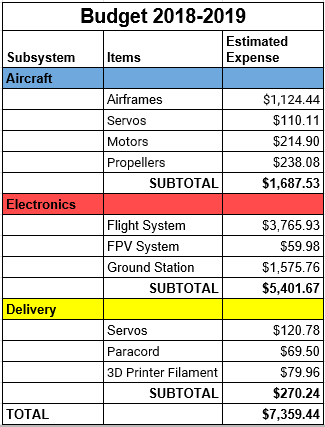 Budget 2018-2019
Subsystem Items Estimated Expense
Aircraft
Airframes $1,124.44
Servos $110.11
Motors $214.90
Propellers $238.08
SUBTOTAL $1,687.53
Electronics
Flight System $3,765.93
FPV System $59.98
Ground Station $1,575.76
SUBTOTAL $5,401.67
Delivery
Servos $120.78
Paracord $69.50
3D Printer Filament $79.96
SUBTOTAL $270.24
TOTAL $7,359.44